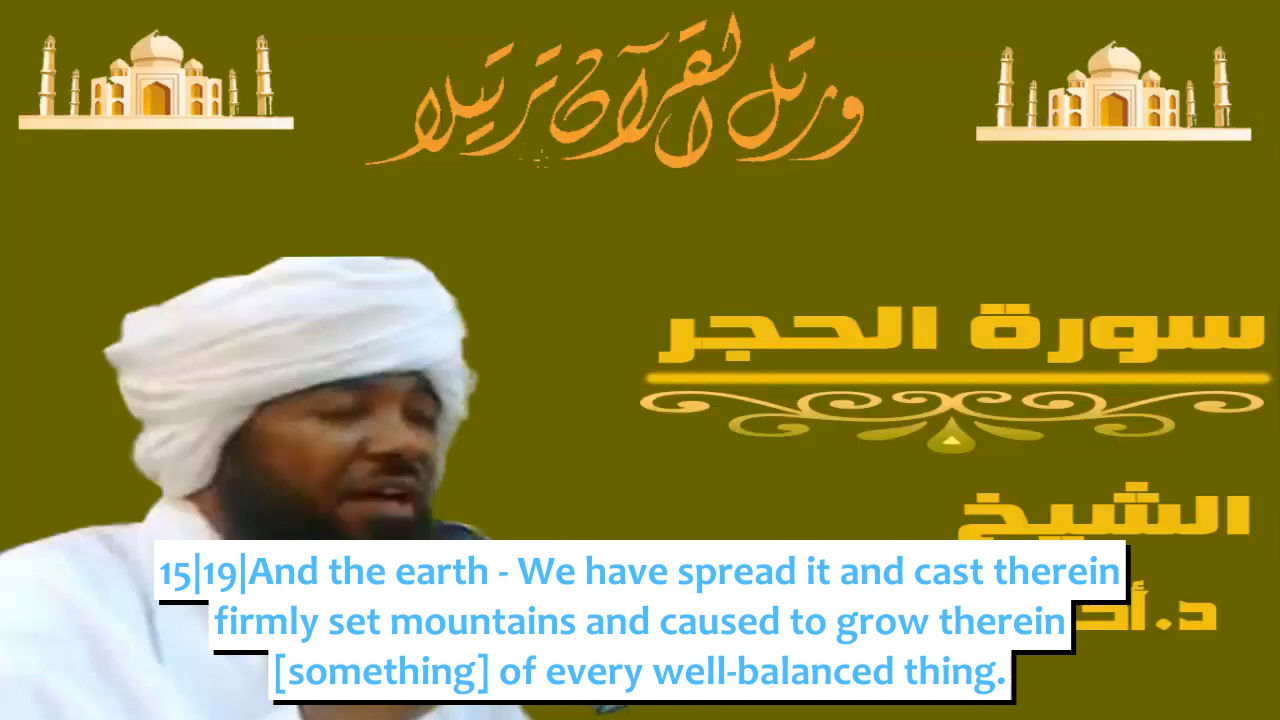 ورتل القرآن ترتيلا
سورة الحجر
الشيخ
15|19|And the earth - We have spread it and cast therein
firmly set mountains and caused to grow therein
[something] of every well-balanced thing.